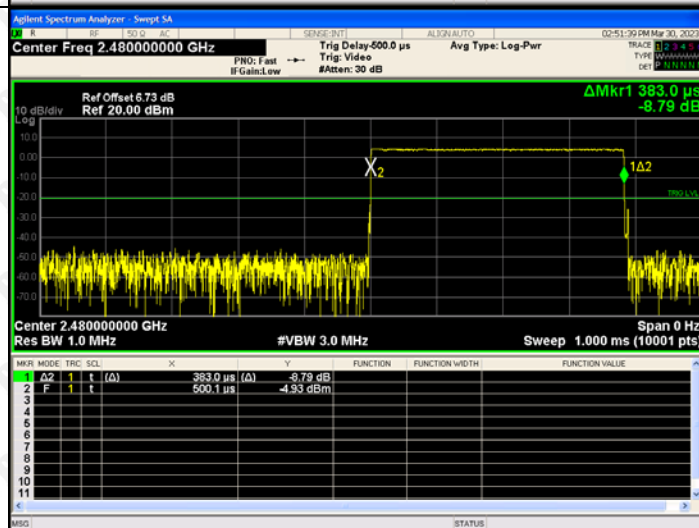 Agilent Spectrum Analyzer - Swept SA
R RF 50 Ω AC SENSE:INT ALIGNAUTO 02:51:39 PM Mar 30, 2023
Center Freq 2.480000000 GHz
PNO: Fast
IFGain:Low
Trig Delay-500.0 µs
Trig: Video
#Atten: 30 dB
Avg Type: Log-Pwr
TRACE 1 2 3 4 5
TYPE
DET P N N N N
ΔMkr1 383.0 µs
-8.79 dB
Ref Offset 6.73 dB
10 dB/div Ref 20.00 dBm
Log
10.0
0.00
-10.0
-20.0
-30.0
-40.0
-50.0
-60.0
-70.0
2
1Δ2
TRIG LVL
Center 2.480000000 GHz Span 0 Hz
Res BW 1.0 MHz #VBW 3.0 MHz Sweep 1.000 ms (10001 pts)
MKR MODE TRC SCL X Y FUNCTION FUNCTION WIDTH FUNCTION VALUE
1 Δ2 1 t (Δ) 383.0 µs (Δ) -8.79 dB
2 F 1 t 500.1 µs -4.93 dBm
3
4
5
6
7
8
9
10
11
MSG STATUS